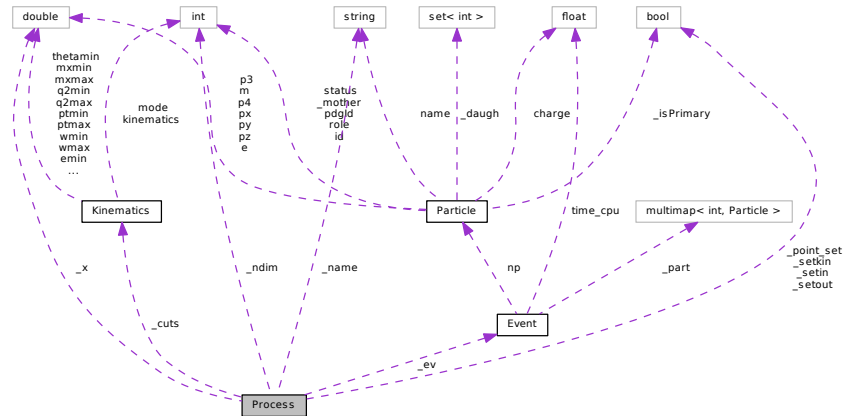 double
int
string
set< int >
float
bool
thetamin
mxmin
mxmax
q2min
q2max
ptmin
ptmax
wmin
wmax
emin
...
mode
kinematics
p3
m
p4
px
py
pz
e
status
_mother
pdgId
role
id
name
_daugh
charge
_isPrimary
Kinematics
Particle
time_cpu
multimap< int, Particle >
_x
_ndim
_name
np
_part
_point_set
_setkin
_setin
_setout
_cuts
Event
_ev
Process